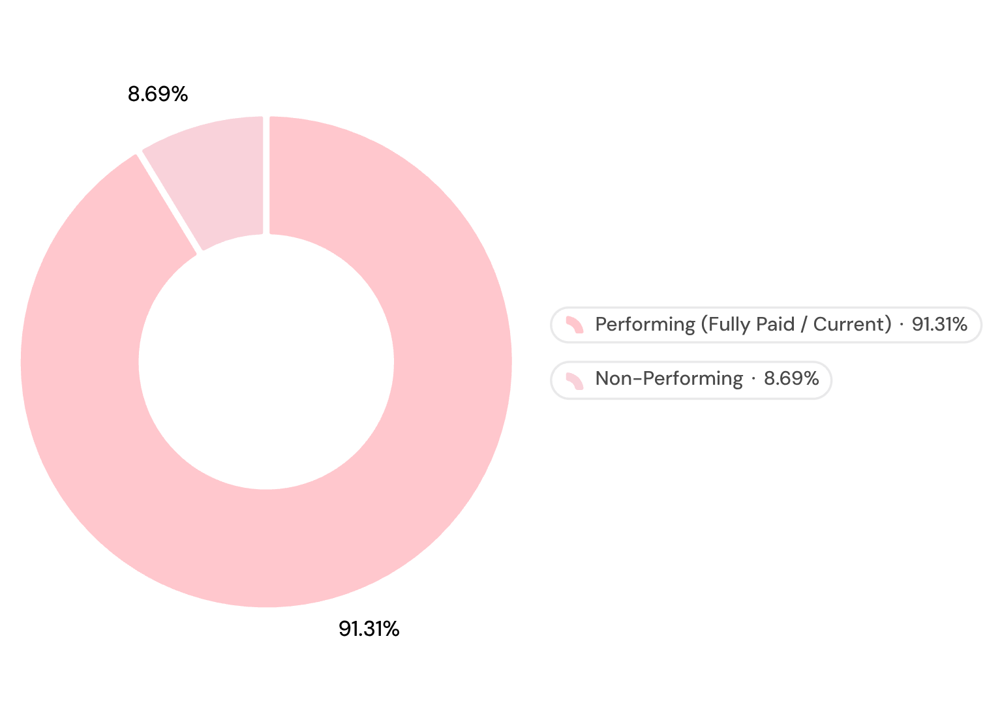 8.69%
Performing (Fully Paid / Current) · 91.31%
Non-Performing · 8.69%
91.31%